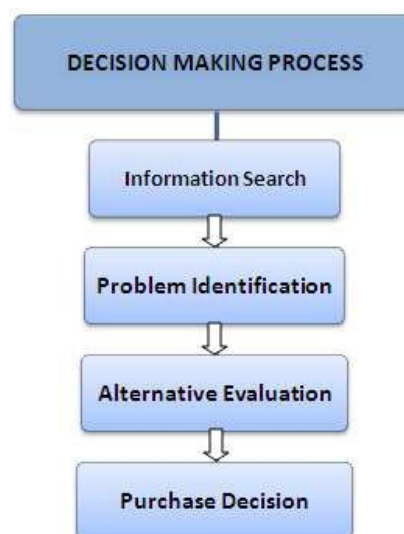 DECISION MAKING PROCESS
Information Search
Problem Identification
Alternative Evaluation
Purchase Decision